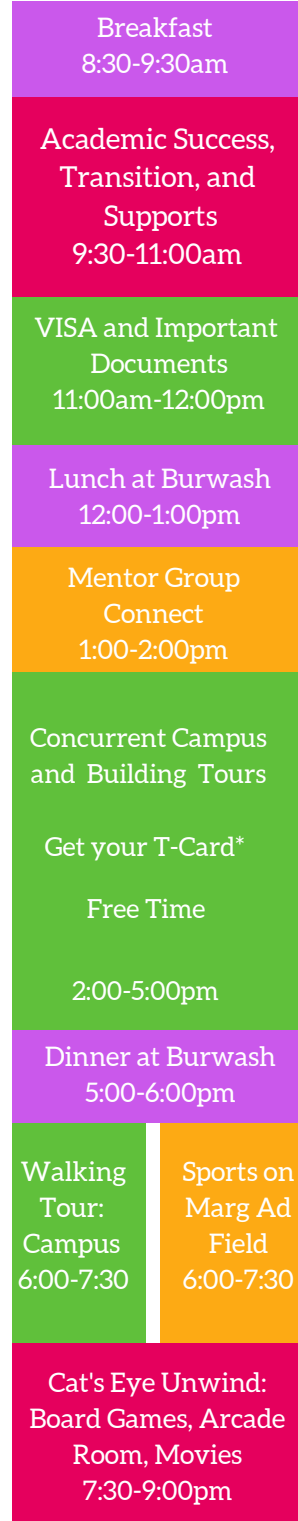 Breakfast
8:30-9:30am
Academic Success,
Transition, and
Supports
9:30-11:00am
VISA and Important
Documents
11:00am-12:00pm
Lunch at Burwash
12:00-1:00pm
Mentor Group
Connect
1:00-2:00pm
Concurrent Campus
and Building Tours
Get your T-Card*
Free Time
2:00-5:00pm
Dinner at Burwash
5:00-6:00pm
Walking
Tour:
Campus
6:00-7:30
Sports on
Marg Ad
Field
6:00-7:30
Cat's Eye Unwind:
Board Games, Arcade
Room, Movies
7:30-9:00pm